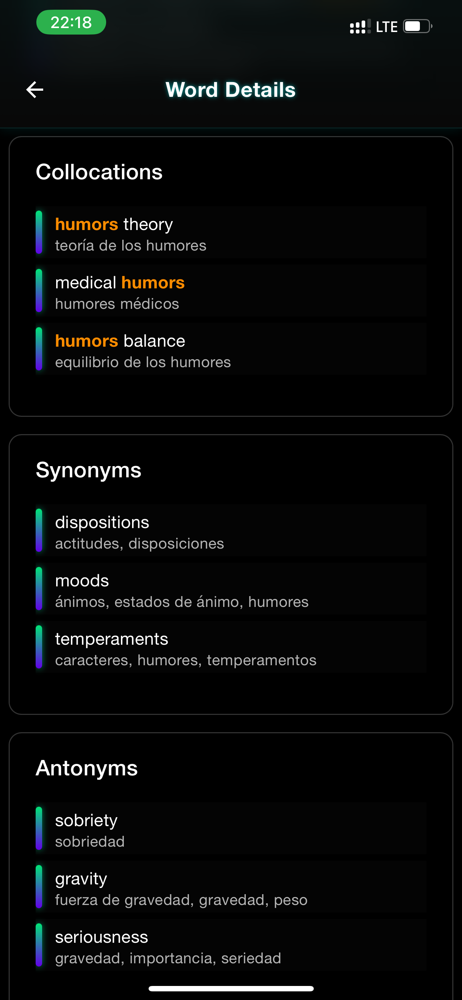 22:18
LTE
Word Details
Collocations
humors theory
teoría de los humores
medical humors
humores médicos
humors balance
equilibrio de los humores
Synonyms
dispositions
actitudes, disposiciones
moods
ánimos, estados de ánimo, humores
temperaments
caracteres, humores, temperamentos
Antonyms
sobriety
sobriedad
gravity
fuerza de gravedad, gravedad, peso
seriousness
gravedad, importancia, seriedad